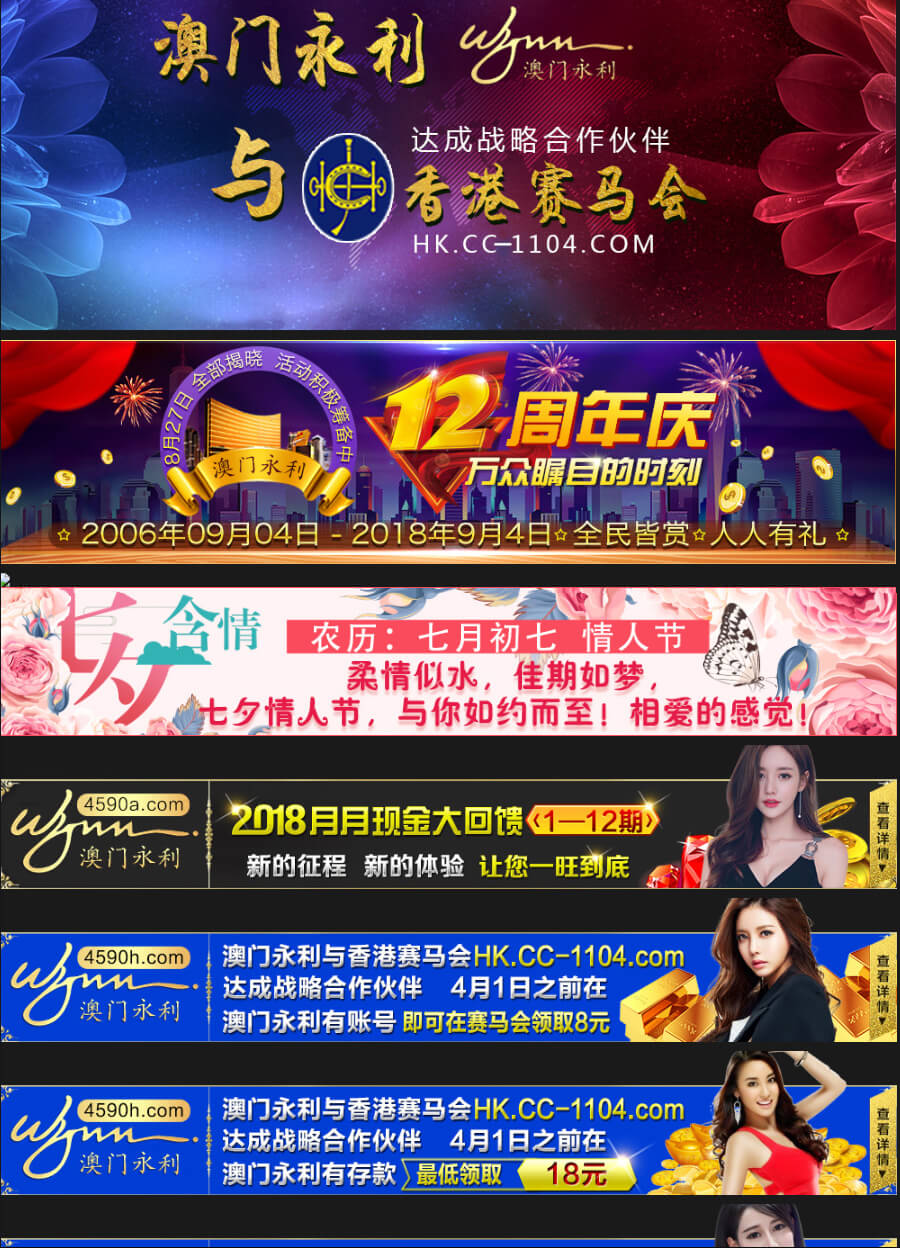 澳门永利 Wynn
澳门永利
达成战略合作伙伴
与 香港赛马会
HK.CC-1104.COM
8月27日 全部揭晓 活动积极筹备中
澳门永利
12周年庆
万众瞩目的时刻
2006年09月04日 - 2018年9月4日☆全民皆赏☆人人有礼
七夕含情
农历：七月初七 情人节
柔情似水，佳期如梦，
七夕情人节，与你如约而至！相爱的感觉！
4590a.com
Wynn
澳门永利
2018月月现金大回馈
1—12期
新的征程 新的体验 让您一旺到底
查看详情
4590h.com
Wynn
澳门永利
澳门永利与香港赛马会HK.CC-1104.com
达成战略合作伙伴 4月1日之前在
澳门永利有账号 即可在赛马会领取8元
查看详情
4590h.com
Wynn
澳门永利
澳门永利与香港赛马会HK.CC-1104.com
达成战略合作伙伴 4月1日之前在
澳门永利有存款 最低领取 18元
查看详情